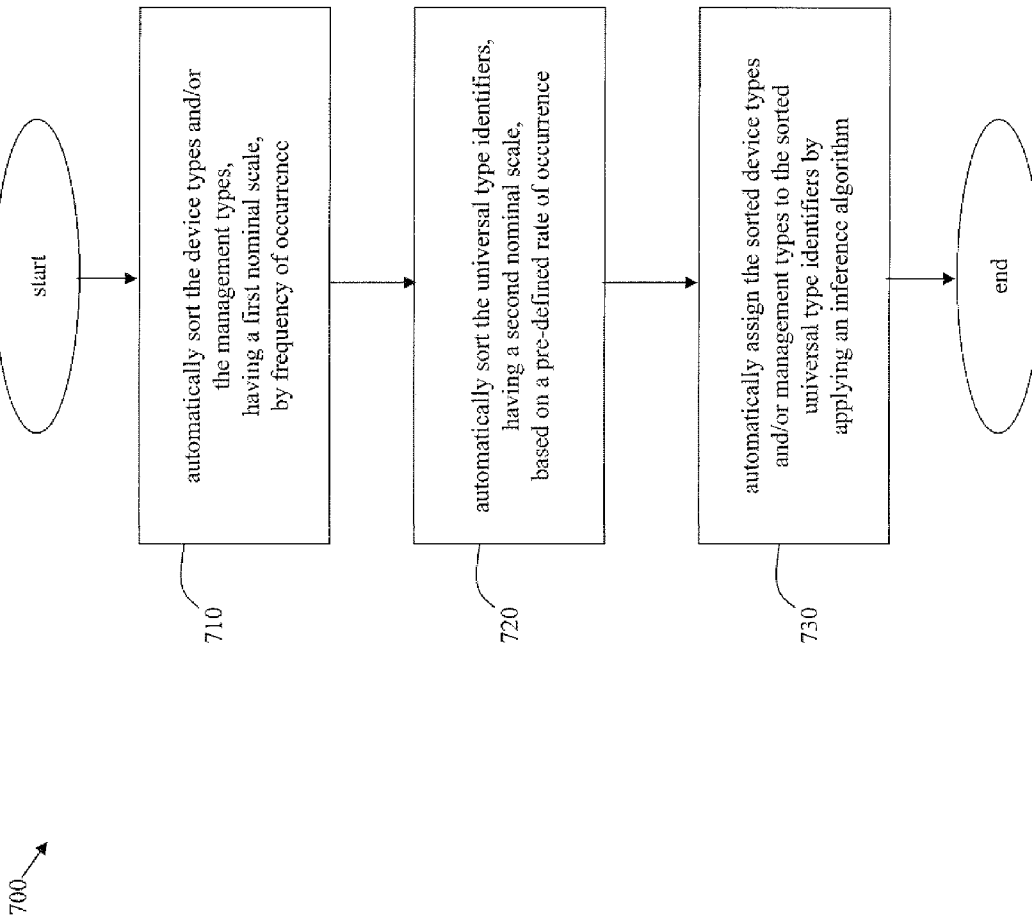 700
start
710
automatically sort the device types and/or
the management types,
having a first nominal scale,
by frequency of occurrence
720
automatically sort the universal type identifiers,
having a second nominal scale,
based on a pre-defined rate of occurrence
730
automatically assign the sorted device types
and/or management types to the sorted
universal type identifiers by
applying an inference algorithm
end